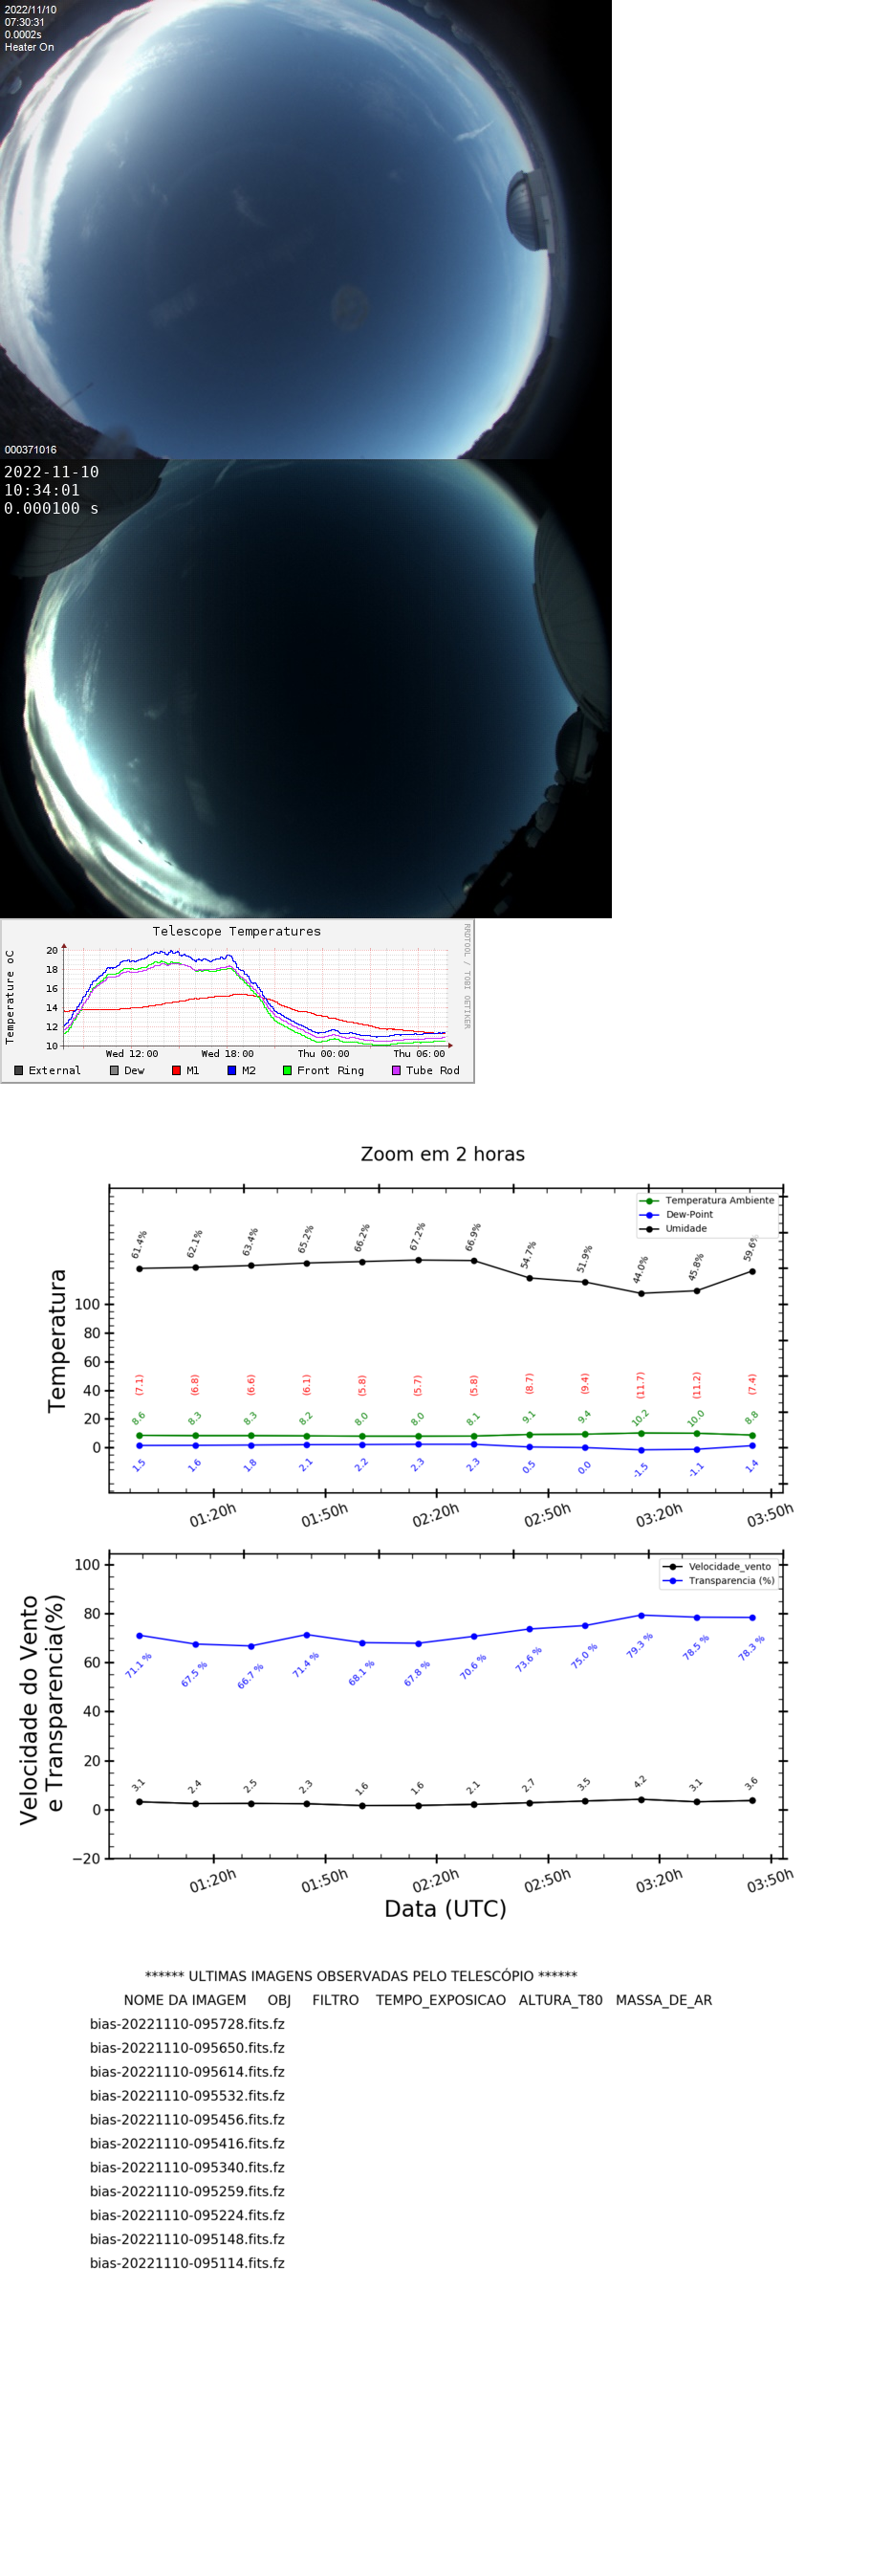 2022/11/10
07:30:31
0.0002s
Heater On
000371016
2022-11-10
10:34:01
0.000100 s
Telescope Temperatures
RRDTOOL / TOBI OETIKER
Temperature oC
20
18
16
14
12
10
Wed 12:00 Wed 18:00 Thu 00:00 Thu 06:00
External Dew M1 M2 Front Ring Tube Rod
Zoom em 2 horas
Temperatura Ambiente
Dew-Point
Umidade
61.4% 62.1% 63.4% 65.2% 66.2% 67.2% 66.9% 54.7% 51.9% 44.0% 45.8% 59.6%
Temperatura
100
80
60
40
20
0
(7.1) (6.8) (6.6) (6.1) (5.8) (5.7) (5.8) (8.7) (9.4) (11.7) (11.2) (7.4)
8.6 8.3 8.3 8.2 8.0 8.0 8.1 9.1 9.4 10.2 10.0 8.8
1.5 1.6 1.8 2.1 2.2 2.3 2.3 0.5 0.0 -1.5 -1.1 1.4
01:20h 01:50h 02:20h 02:50h 03:20h 03:50h
Velocidade_vento
Transparencia (%)
Velocidade do Vento
e Transparencia(%)
100
80
60
40
20
0
−20
71.1 % 67.5 % 66.7 % 71.4 % 68.1 % 67.8 % 70.6 % 73.6 % 75.0 % 79.3 % 78.5 % 78.3 %
3.1 2.4 2.5 2.3 1.6 1.6 2.1 2.7 3.5 4.2 3.1 3.6
01:20h 01:50h 02:20h 02:50h 03:20h 03:50h
Data (UTC)
****** ULTIMAS IMAGENS OBSERVADAS PELO TELESCÓPIO ******
NOME DA IMAGEM OBJ FILTRO TEMPO_EXPOSICAO ALTURA_T80 MASSA_DE_AR
bias-20221110-095728.fits.fz
bias-20221110-095650.fits.fz
bias-20221110-095614.fits.fz
bias-20221110-095532.fits.fz
bias-20221110-095456.fits.fz
bias-20221110-095416.fits.fz
bias-20221110-095340.fits.fz
bias-20221110-095259.fits.fz
bias-20221110-095224.fits.fz
bias-20221110-095148.fits.fz
bias-20221110-095114.fits.fz